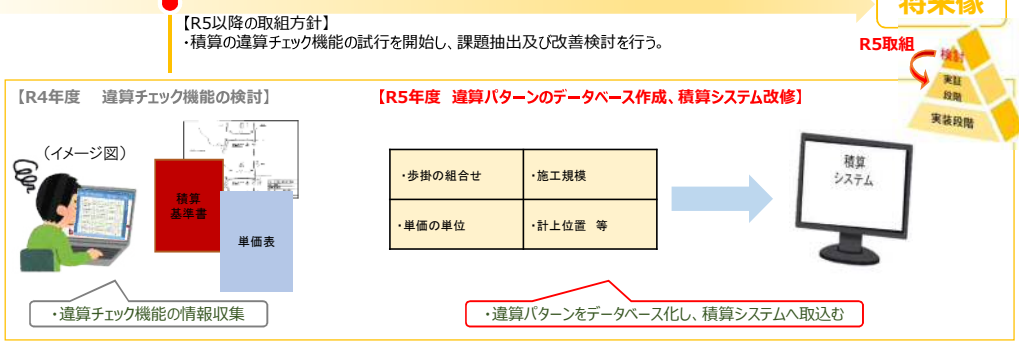 将来像
【R5以降の取組方針】
・積算の違算チェック機能の試行を開始し、課題抽出及び改善検討を行う。
R5取組
検討
実証
段階
実装段階
【R4年度　違算チェック機能の検討】
【R5年度 違算パターンのデータベース作成、積算システム改修】
（イメージ図）
積算
基準書
単価表
・歩掛の組合せ
・施工規模
・単価の単位
・計上位置 等
積算
システム
・違算チェック機能の情報収集
・違算パターンをデータベース化し、積算システムへ取込む